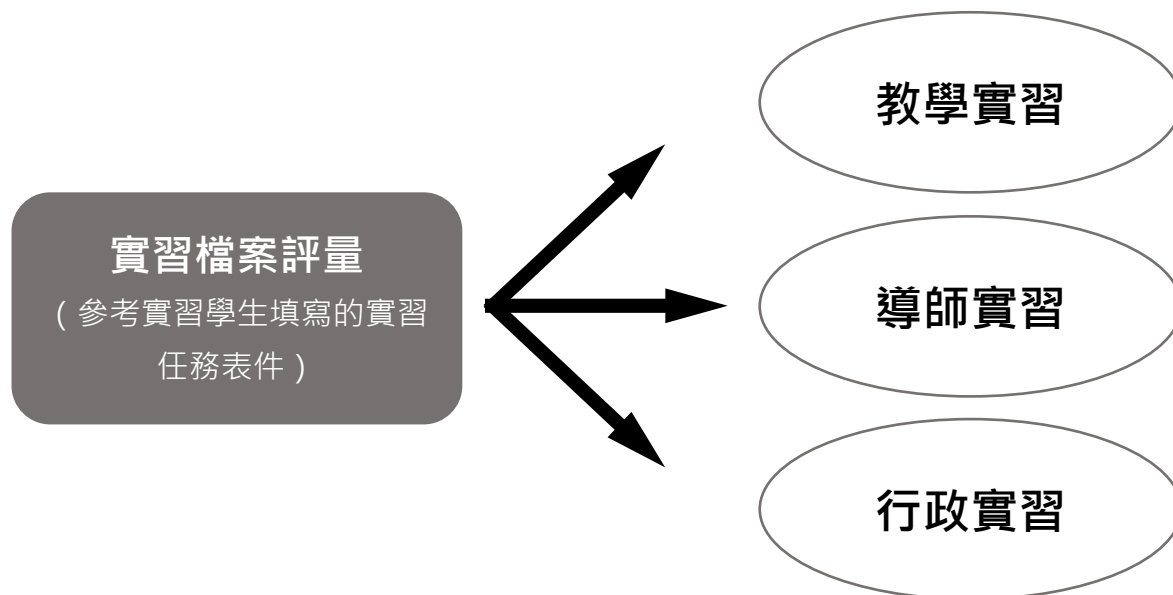 實習檔案評量
（參考實習學生填寫的實習
任務表件）
教學實習
導師實習
行政實習